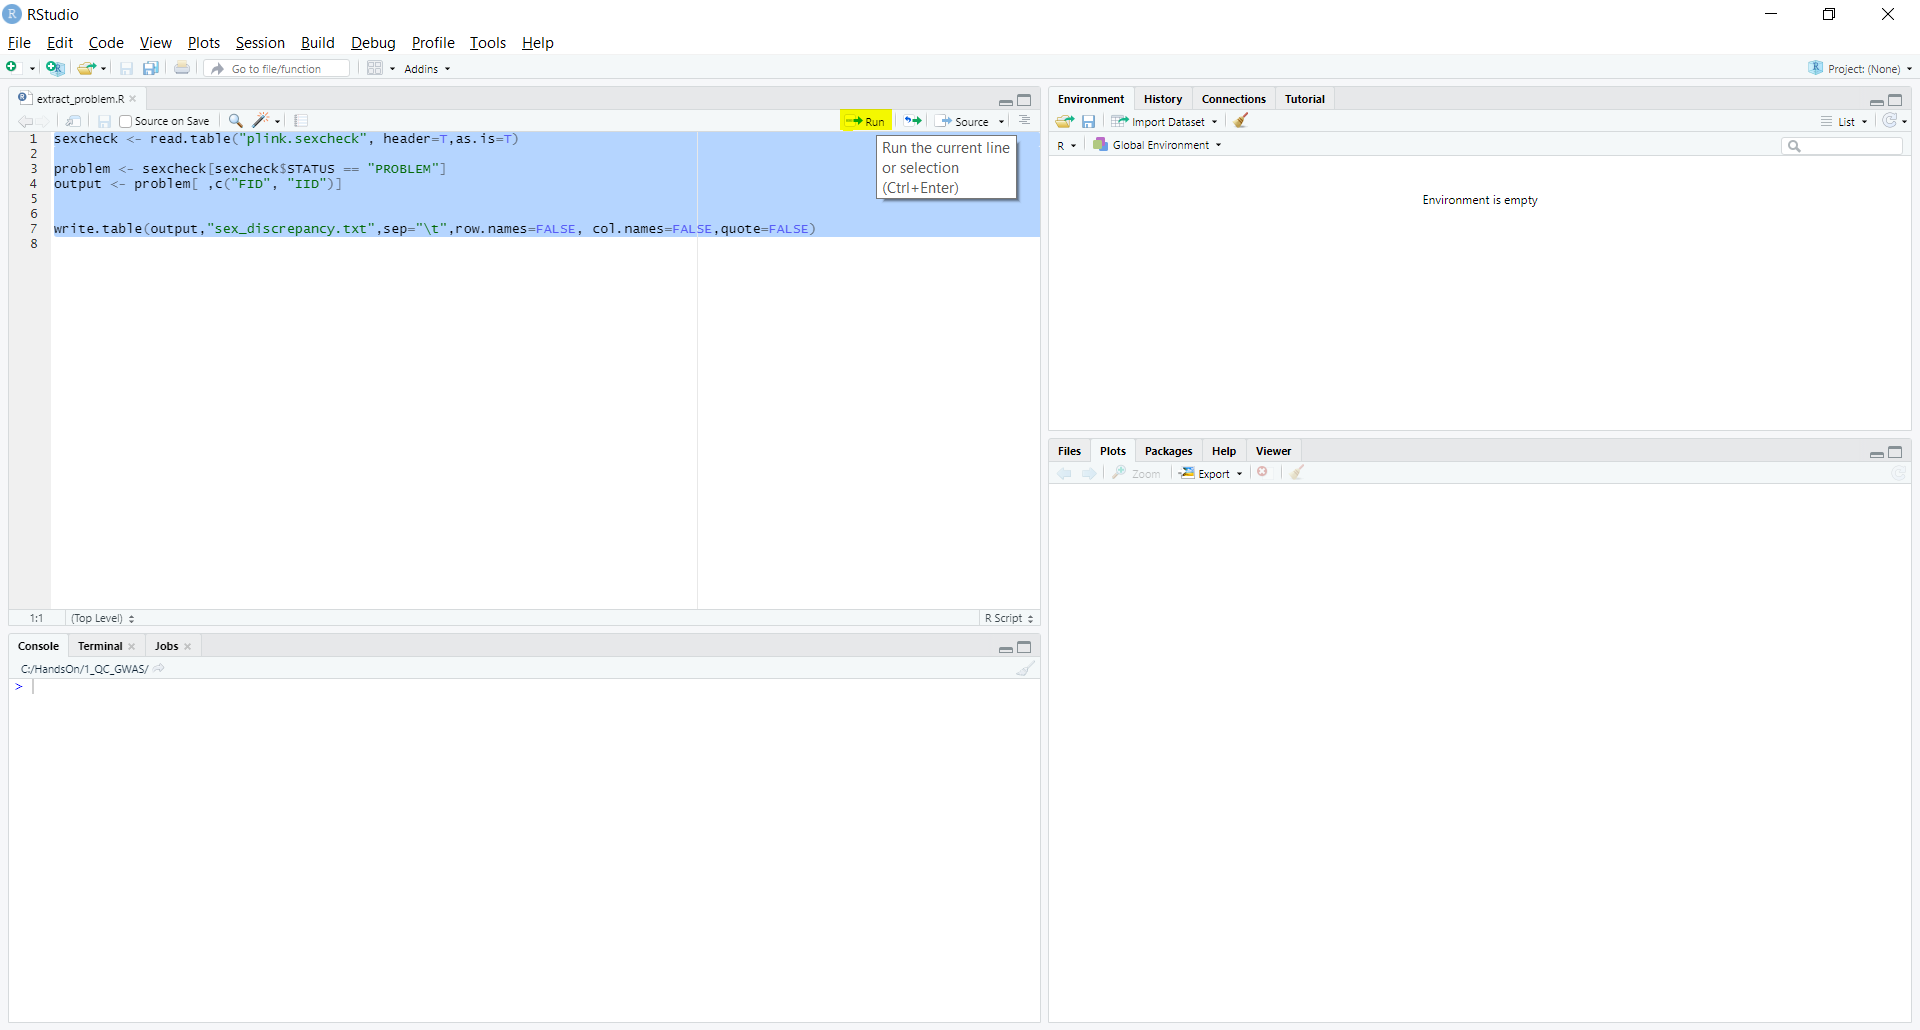 RStudio
File Edit Code View Plots Session Build Debug Profile Tools Help
Go to file/function Addins Project: (None)
extract_problem.R
Source on Save Run Source
1 sexcheck <- read.table("plink.sexcheck", header=T,as.is=T)
2
3 problem <- sexcheck[sexcheck$STATUS == "PROBLEM"]
4 output <- problem[ ,c("FID", "IID")]
5
6
7 write.table(output,"sex_discrepancy.txt",sep="\t",row.names=FALSE, col.names=FALSE,quote=FALSE)
8
Run the current line
or selection
(Ctrl+Enter)
1:1 (Top Level) R Script
Console Terminal Jobs
C:/HandsOn/1_QC_GWAS/
>
Environment History Connections Tutorial
Import Dataset List
R Global Environment
Environment is empty
Files Plots Packages Help Viewer
Zoom Export